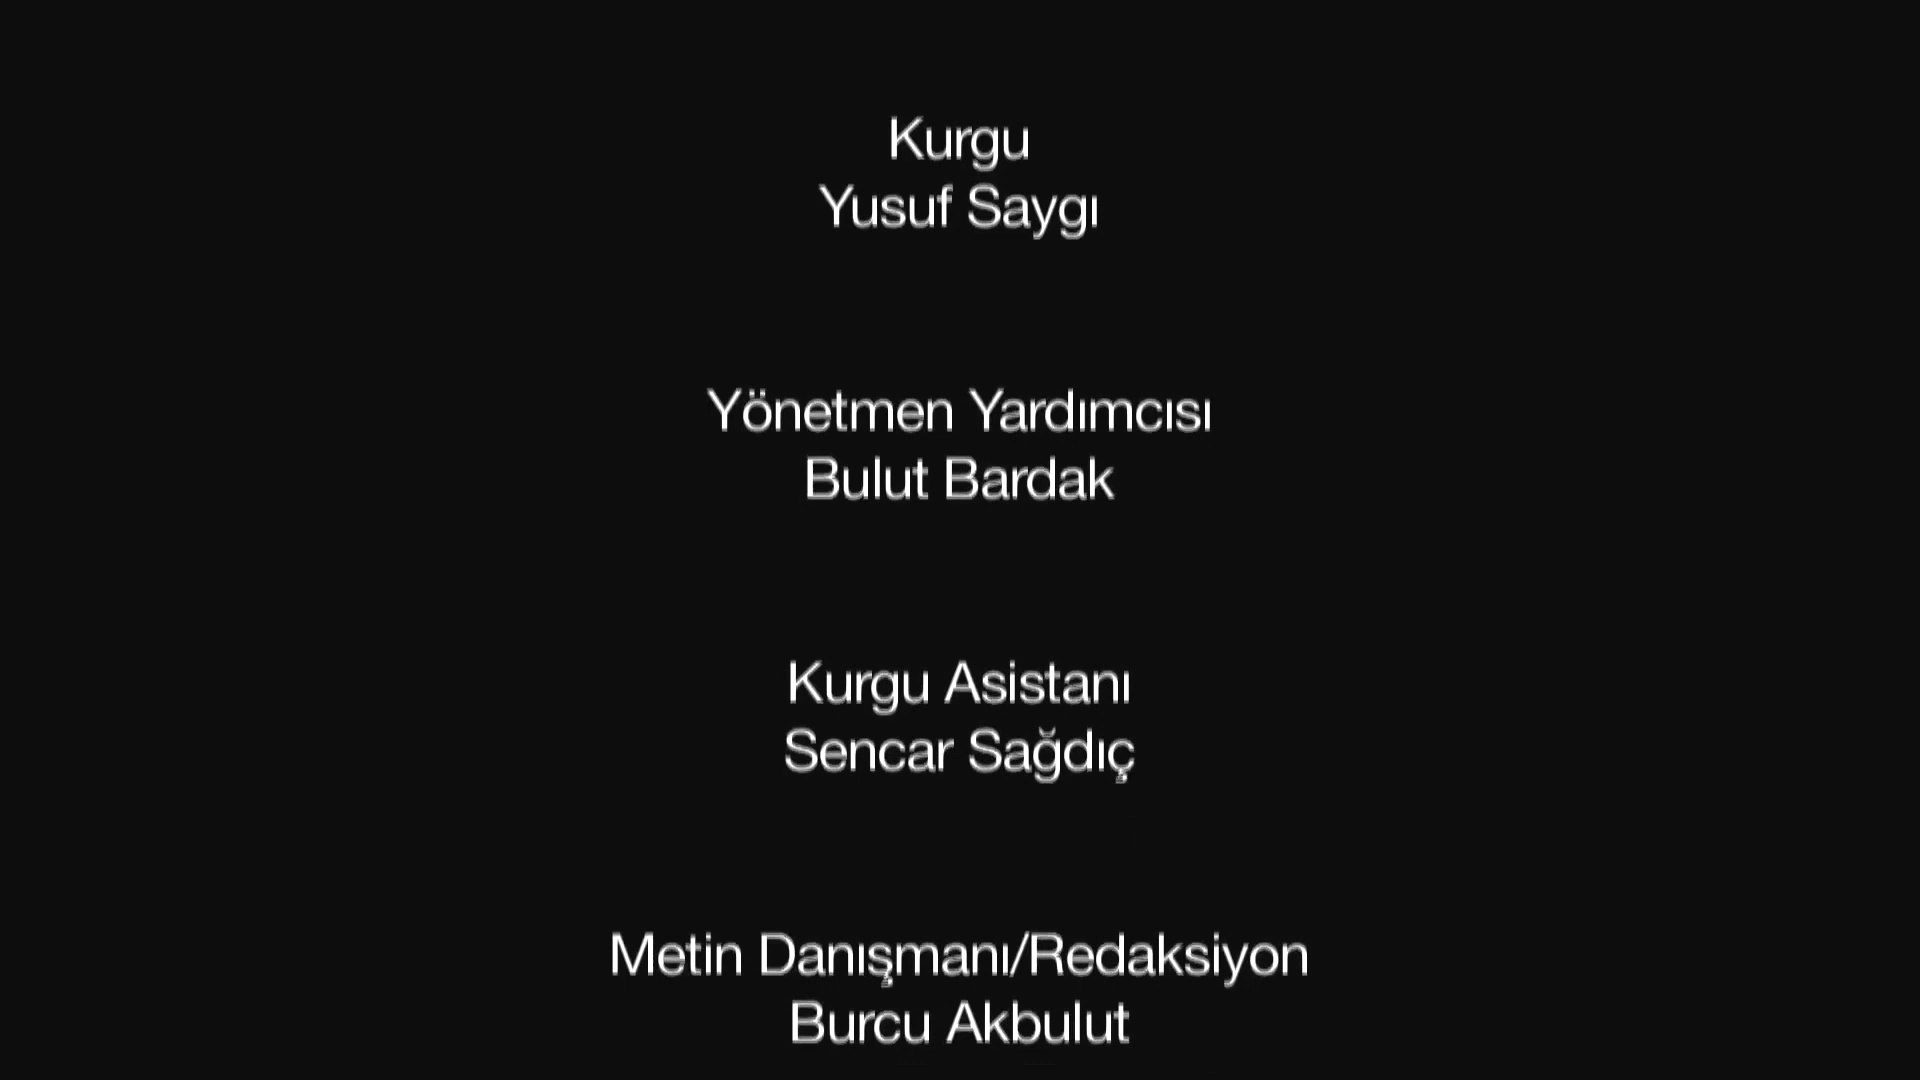 Kurgu
Yusuf Saygı
Yönetmen Yardımcısı
Bulut Bardak
Kurgu Asistanı
Sencar Sağdıç
Metin Danışmanı/Redaksiyon
Burcu Akbulut